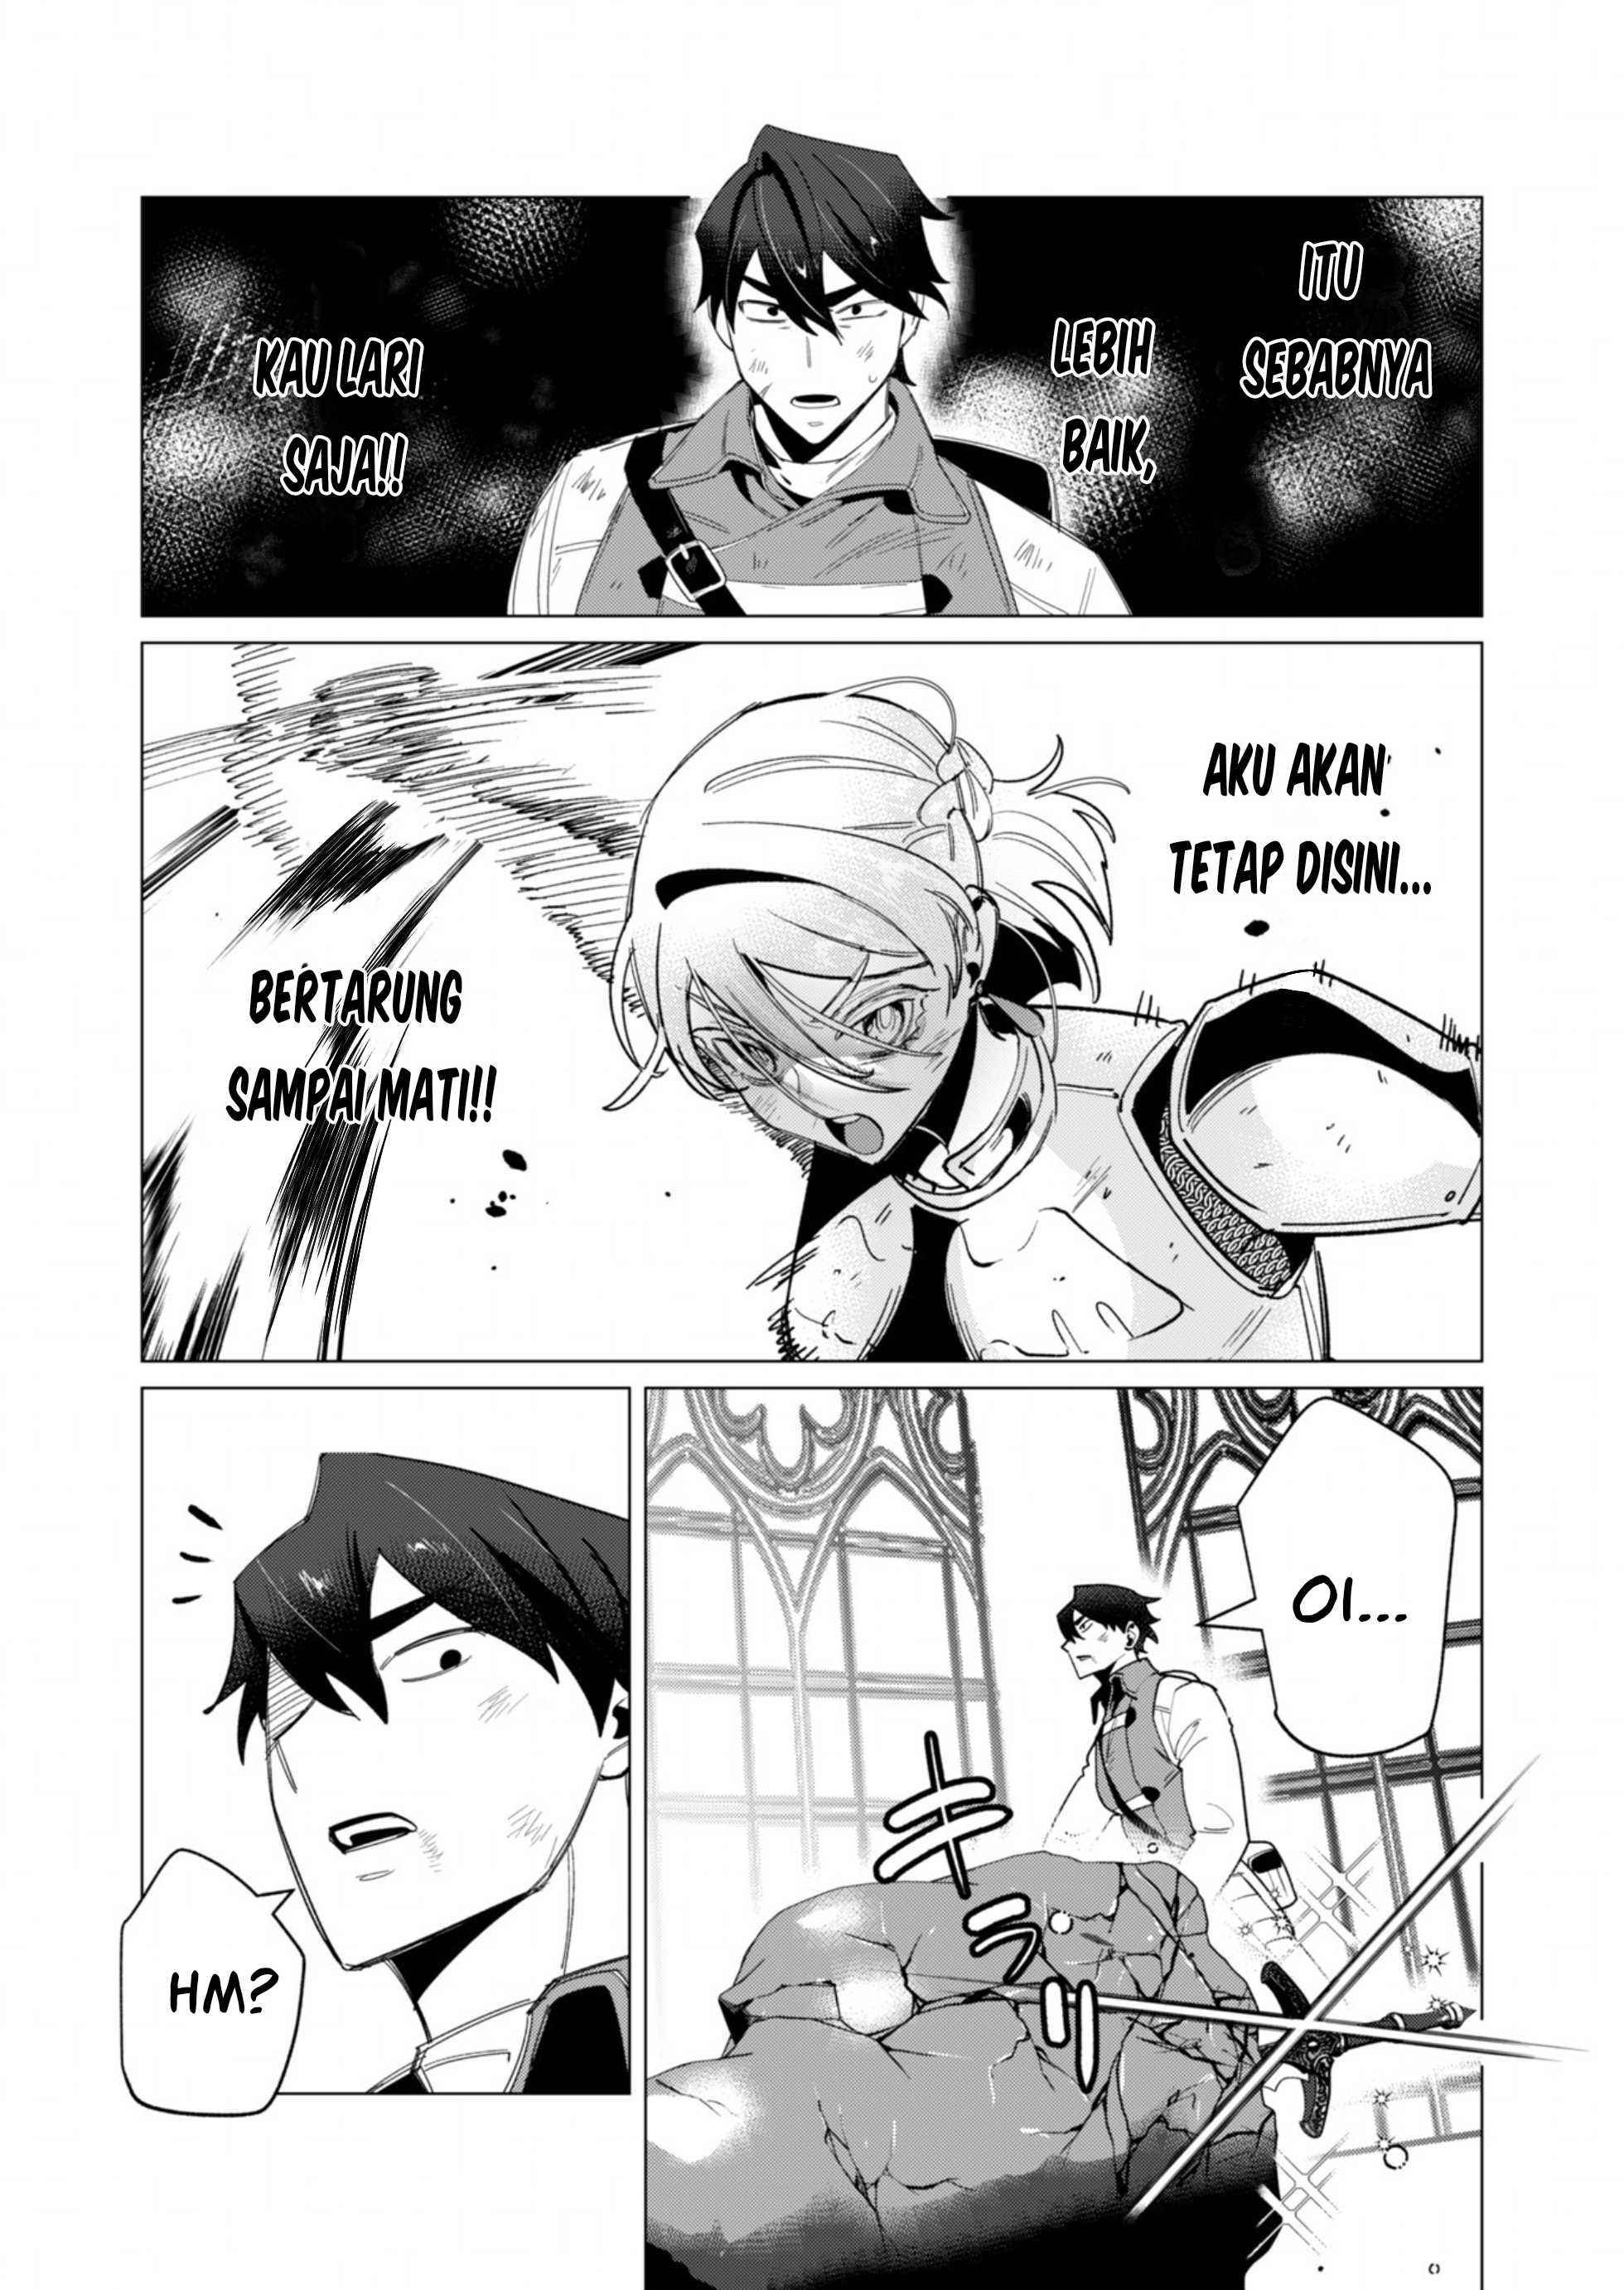 ITU
SEBABNYA
LEBIH
BAIK,
KAU LARI
SAJA!!
AKU AKAN
TETAP DISINI...
BERTARUNG
SAMPAI MATI!!
OI...
キラッ
HM?